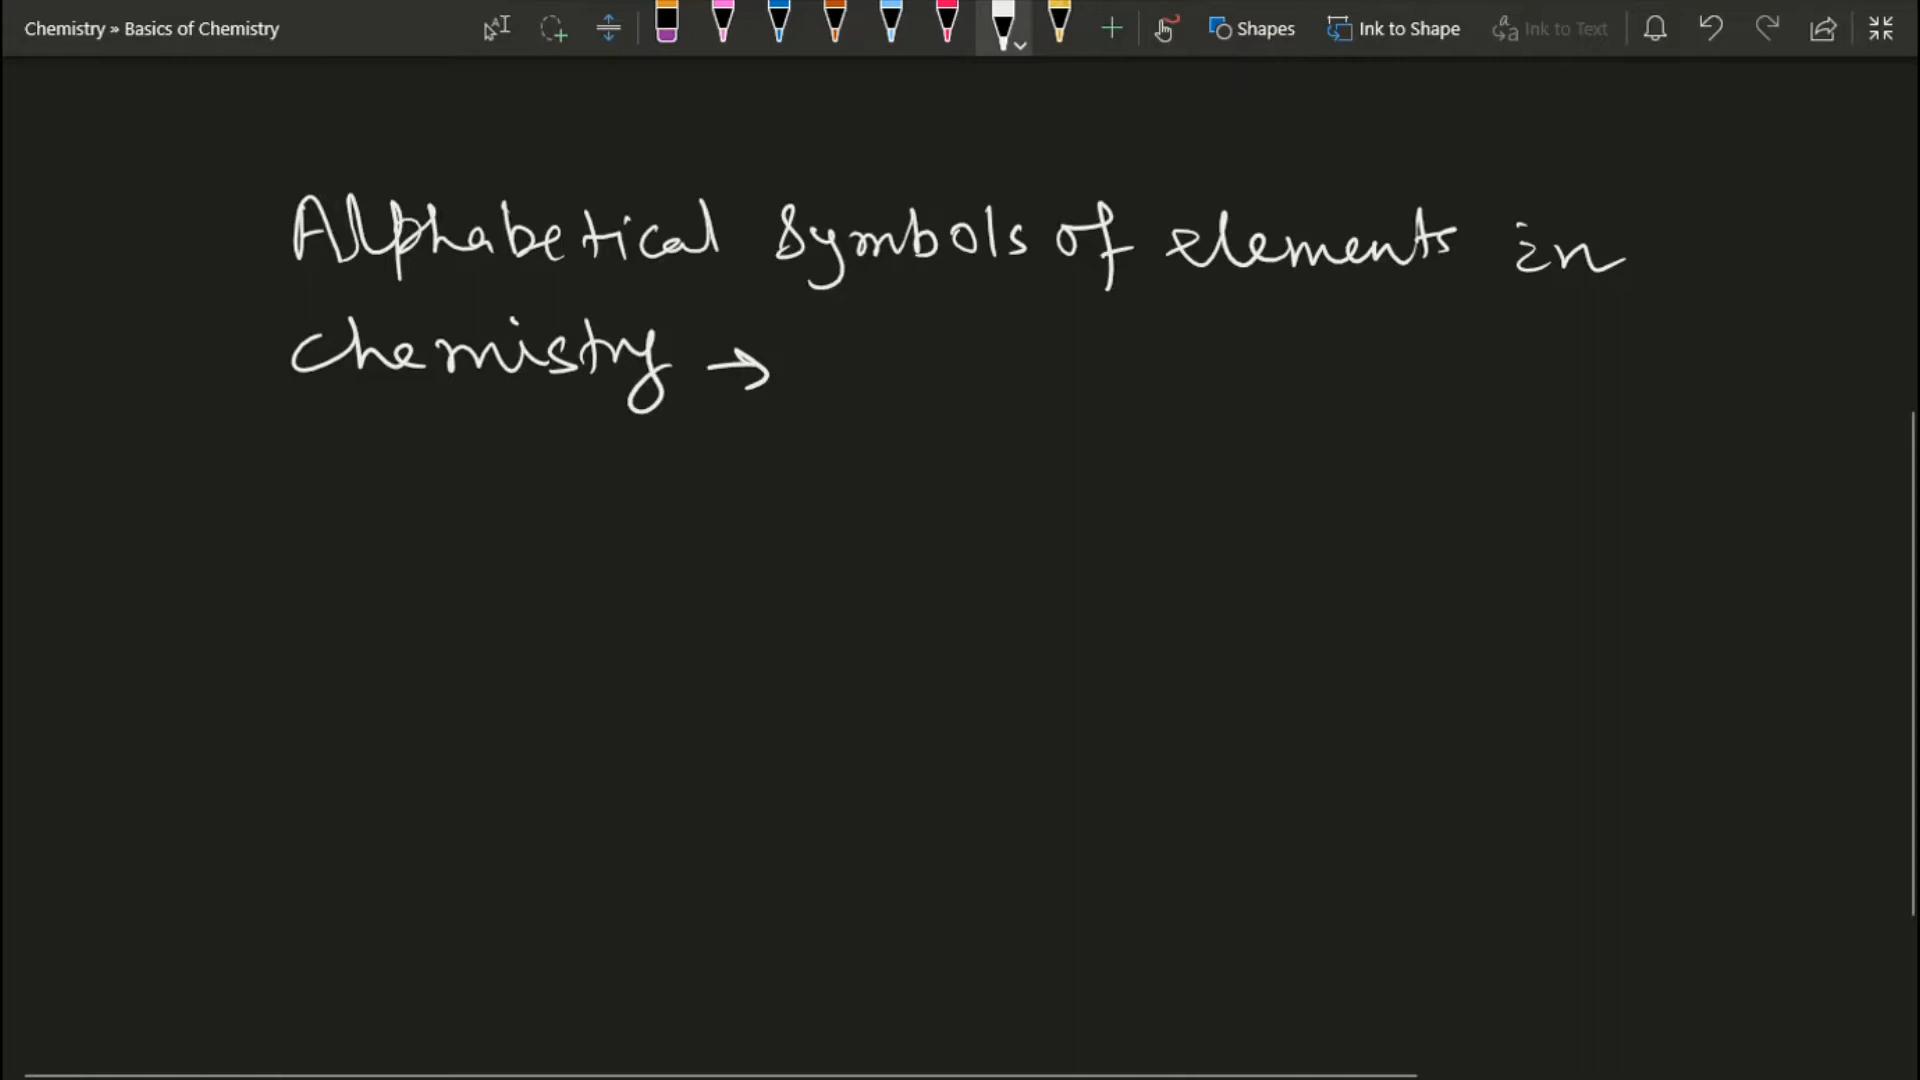 Chemistry » Basics of Chemistry Shapes Ink to Shape Ink to Text
Alphabetical Symbols of elements in
chemistry →